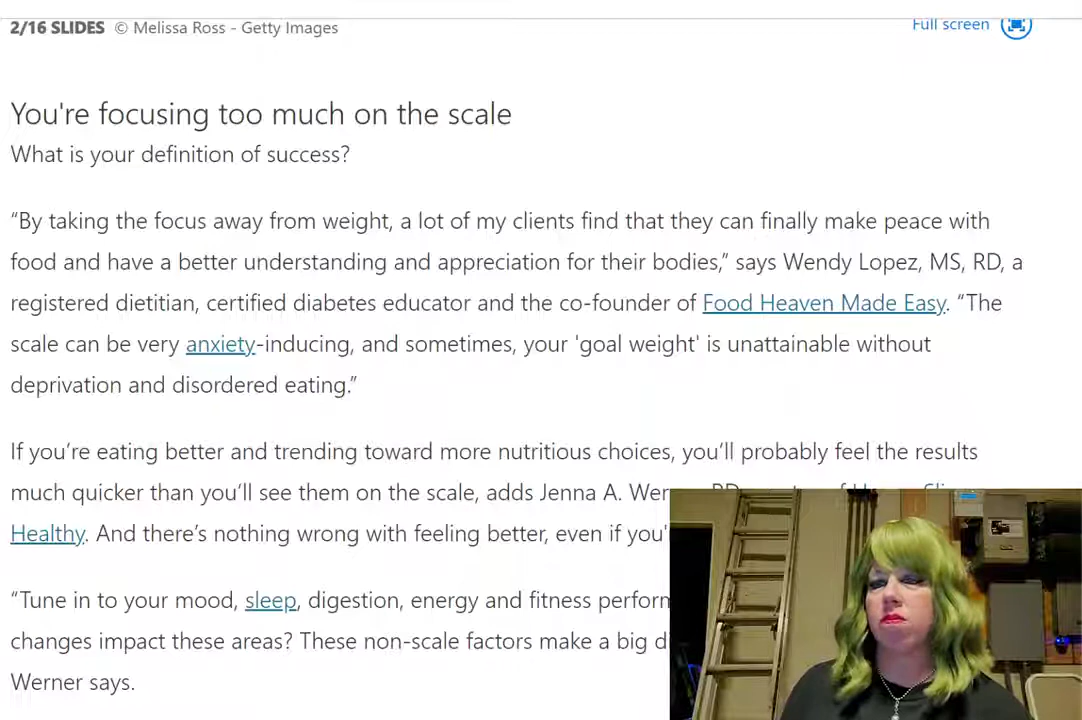 2/16 SLIDES © Melissa Ross - Getty Images
Full screen
You're focusing too much on the scale
What is your definition of success?
“By taking the focus away from weight, a lot of my clients find that they can finally make peace with
food and have a better understanding and appreciation for their bodies,” says Wendy Lopez, MS, RD, a
registered dietitian, certified diabetes educator and the co-founder of Food Heaven Made Easy. “The
scale can be very anxiety-inducing, and sometimes, your 'goal weight' is unattainable without
deprivation and disordered eating.”
If you’re eating better and trending toward more nutritious choices, you’ll probably feel the results
much quicker than you’ll see them on the scale, adds Jenna A. Wer
Healthy. And there’s nothing wrong with feeling better, even if you'
“Tune in to your mood, sleep, digestion, energy and fitness perform
changes impact these areas? These non-scale factors make a big d
Werner says.